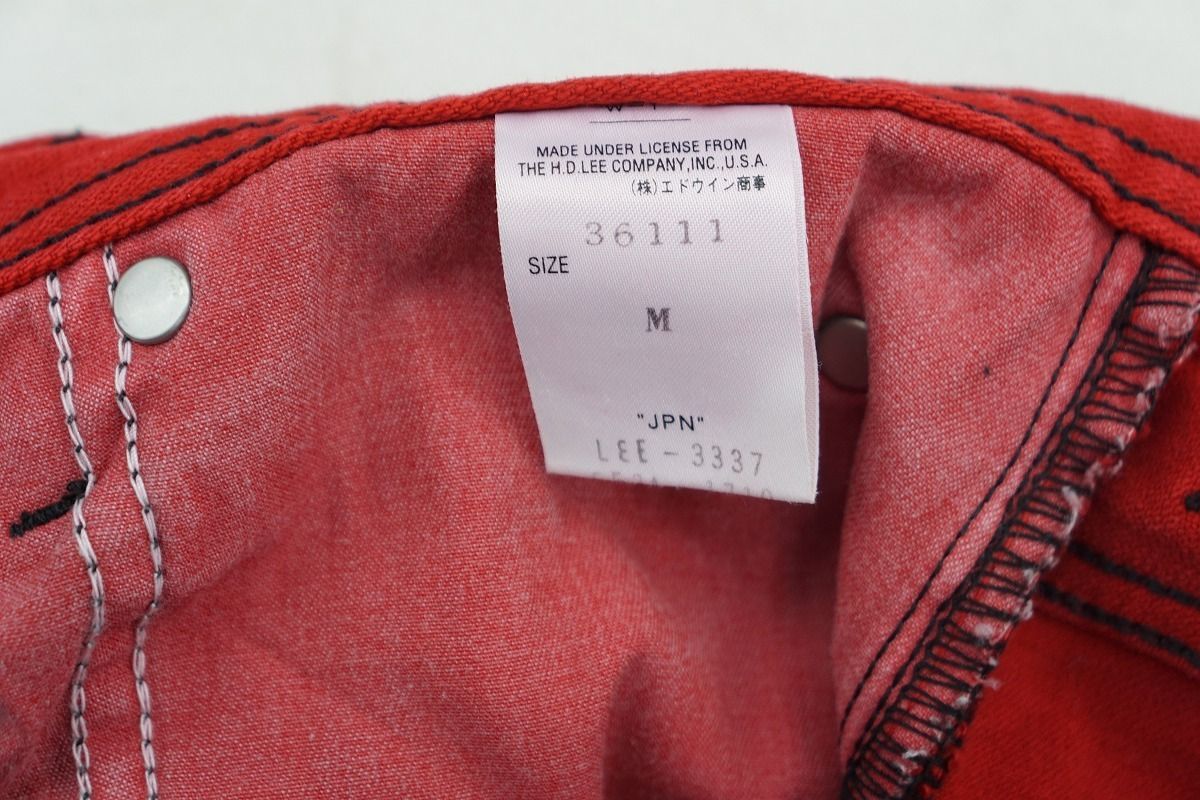 MADE UNDER LICENSE FROM
THE H.D.LEE COMPANY,INC.,U.S.A.
(株)エドウイン商事
36111
SIZE
M
"JPN"
LEE-3337